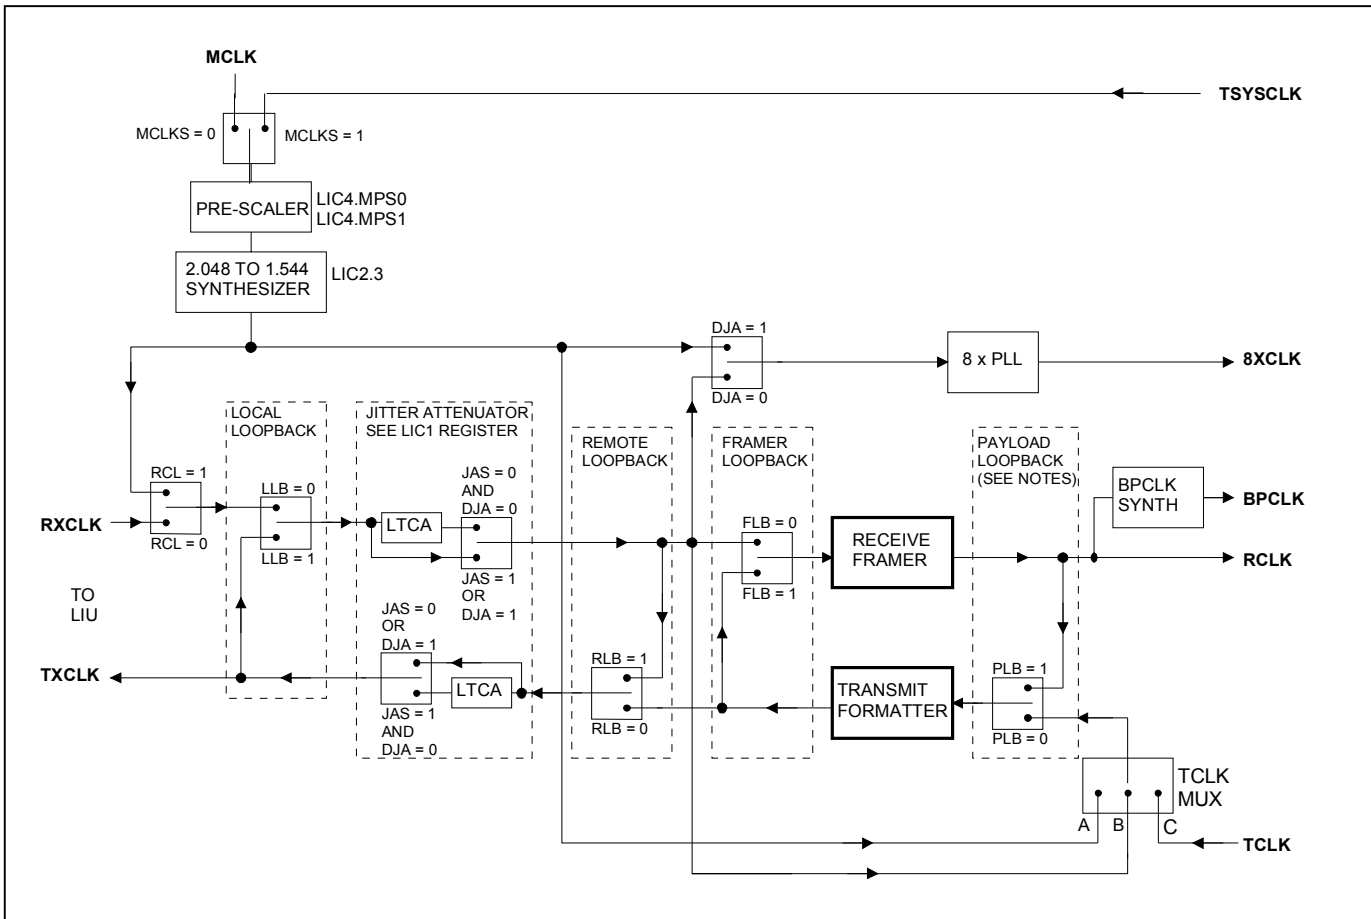 MCLK
TSYSCLK
MCLKS = 0
MCLKS = 1
PRE-SCALER
LIC4.MPS0
LIC4.MPS1
2.048 TO 1.544
SYNTHESIZER
LIC2.3
DJA = 1
8 x PLL
8XCLK
DJA = 0
LOCAL
LOOPBACK
JITTER ATTENUATOR
SEE LIC1 REGISTER
REMOTE
LOOPBACK
FRAMER
LOOPBACK
PAYLOAD
LOOPBACK
(SEE NOTES)
RCL = 1
LLB = 0
JAS = 0
AND
DJA = 0
BPCLK
SYNTH
BPCLK
RXCLK
LTCA
FLB = 0
RECEIVE
FRAMER
RCL = 0
LLB = 1
RCLK
JAS = 1
OR
DJA = 1
FLB = 1
TO
LIU
JAS = 0
OR
DJA = 1
RLB = 1
PLB = 1
TXCLK
LTCA
TRANSMIT
FORMATTER
JAS = 1
AND
DJA = 0
RLB = 0
PLB = 0
TCLK
MUX
A
B
C
TCLK